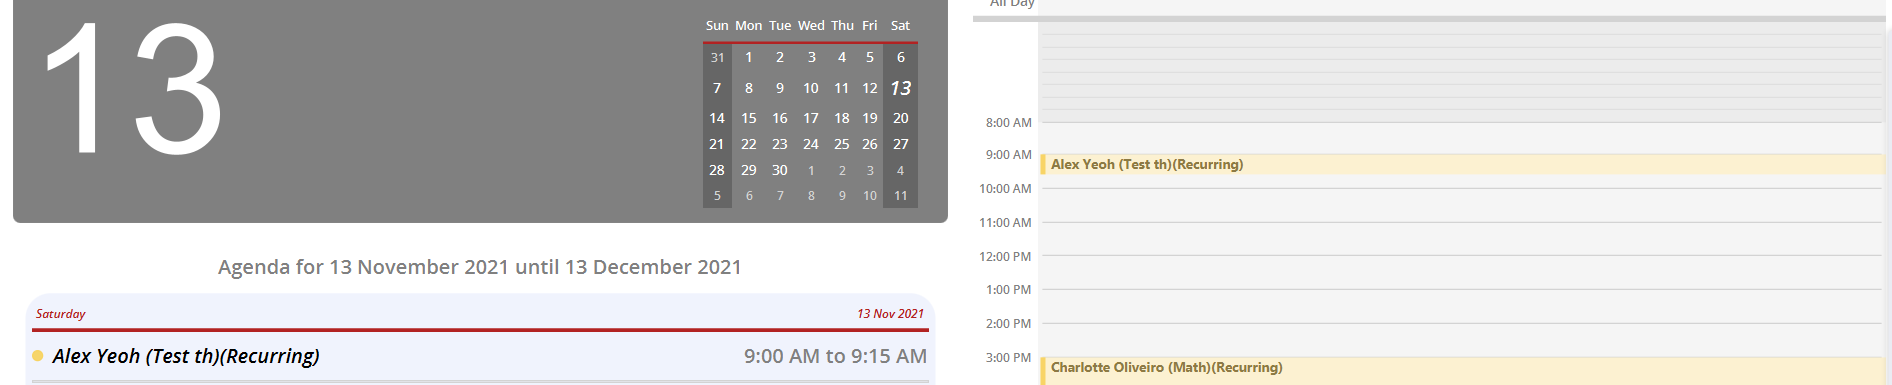 13
Sun Mon Tue Wed Thu Fri Sat
31 1 2 3 4 5 6
7 8 9 10 11 12 13
14 15 16 17 18 19 20
21 22 23 24 25 26 27
28 29 30 1 2 3 4
5 6 7 8 9 10 11
Agenda for 13 November 2021 until 13 December 2021
Saturday 13 Nov 2021
Alex Yeoh (Test th)(Recurring) 9:00 AM to 9:15 AM
All Day
8:00 AM
9:00 AM Alex Yeoh (Test th)(Recurring)
10:00 AM
11:00 AM
12:00 PM
1:00 PM
2:00 PM
3:00 PM Charlotte Oliveiro (Math)(Recurring)